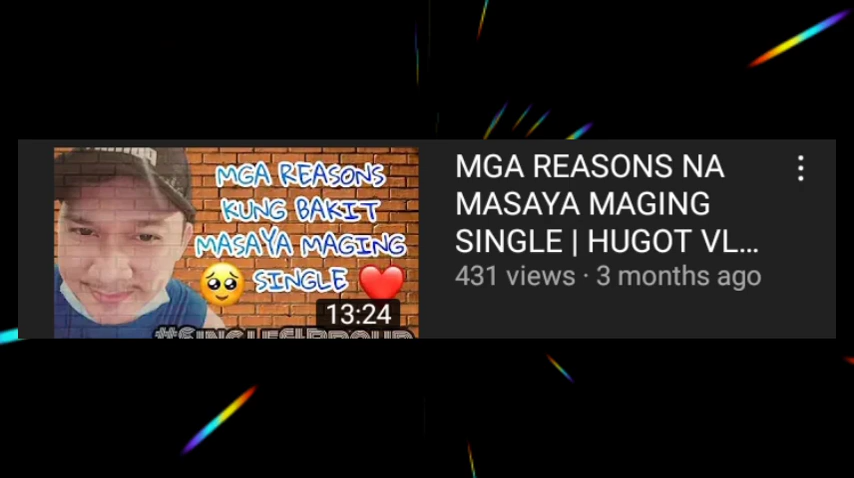 MGA REASONS
KUNG BAKIT
MASAYA MAGING
SINGLE
13:24
MGA REASONS NA
MASAYA MAGING
SINGLE | HUGOT VL...
431 views · 3 months ago